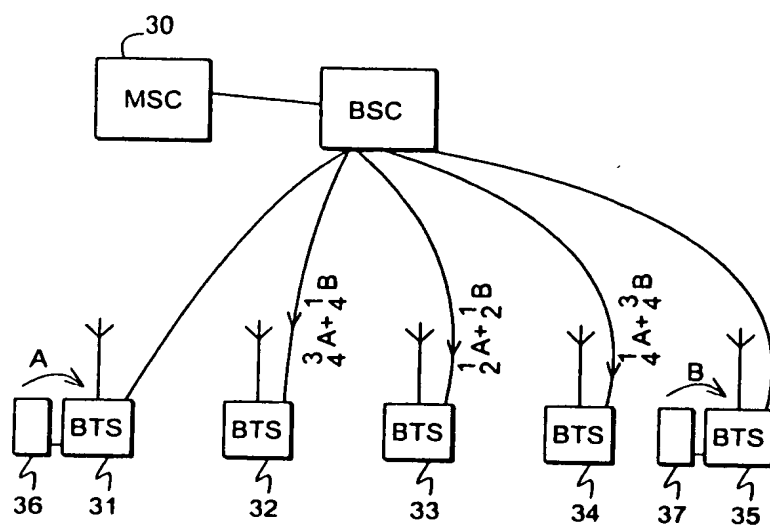 30
MSC
BSC
3/4 A + 1/4 B
1/2 A + 1/2 B
1/4 A + 3/4 B
A
B
BTS
BTS
BTS
BTS
BTS
36
31
32
33
34
37
35